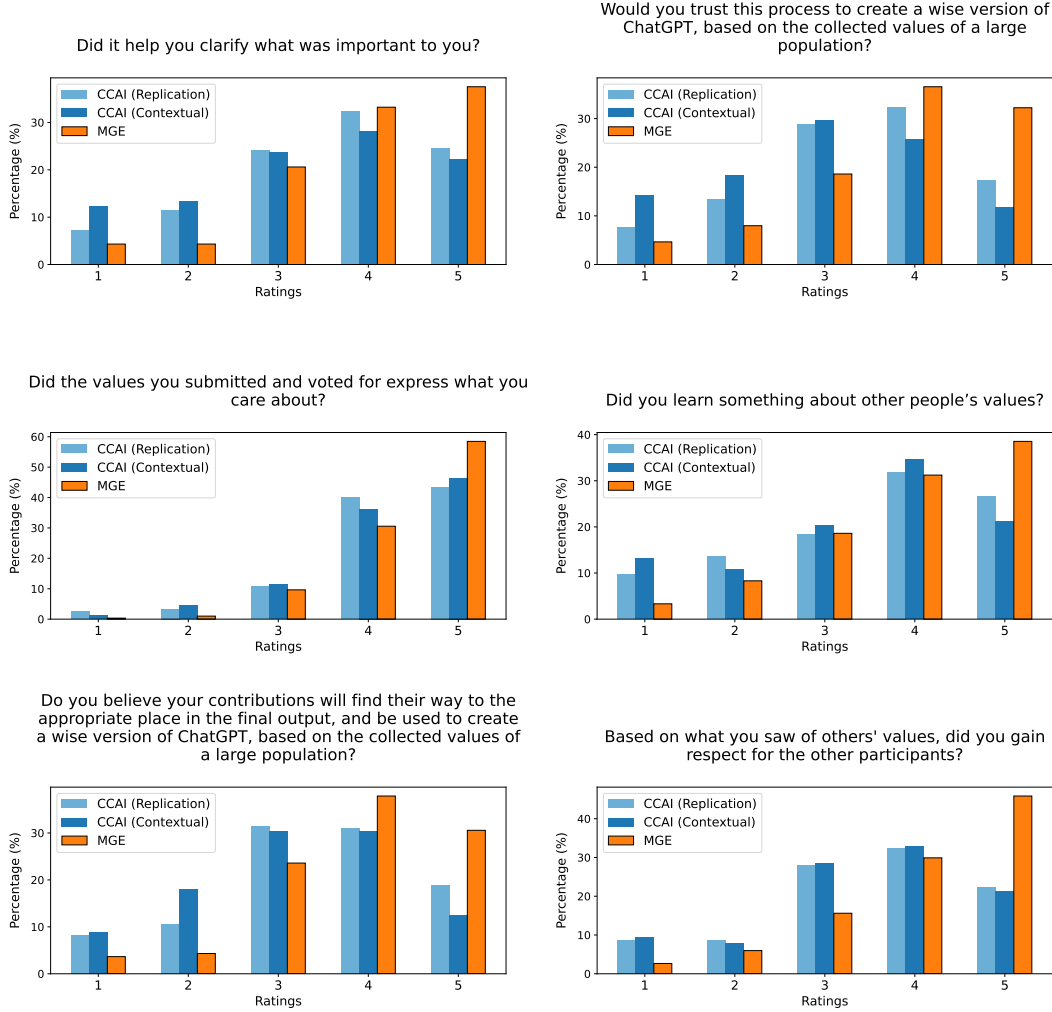 Did it help you clarify what was important to you?
Percentage (%)
30
20
10
0
CCAI (Replication)
CCAI (Contextual)
MGE
1 2 3 4 5
Ratings
Would you trust this process to create a wise version of
ChatGPT, based on the collected values of a large
population?
Percentage (%)
30
20
10
0
CCAI (Replication)
CCAI (Contextual)
MGE
1 2 3 4 5
Ratings
Did the values you submitted and voted for express what you
care about?
Percentage (%)
60
50
40
30
20
10
0
CCAI (Replication)
CCAI (Contextual)
MGE
1 2 3 4 5
Ratings
Did you learn something about other people’s values?
Percentage (%)
40
30
20
10
0
CCAI (Replication)
CCAI (Contextual)
MGE
1 2 3 4 5
Ratings
Do you believe your contributions will find their way to the
appropriate place in the final output, and be used to create
a wise version of ChatGPT, based on the collected values of
a large population?
Percentage (%)
30
20
10
0
CCAI (Replication)
CCAI (Contextual)
MGE
1 2 3 4 5
Ratings
Based on what you saw of others' values, did you gain
respect for the other participants?
Percentage (%)
40
30
20
10
0
CCAI (Replication)
CCAI (Contextual)
MGE
1 2 3 4 5
Ratings